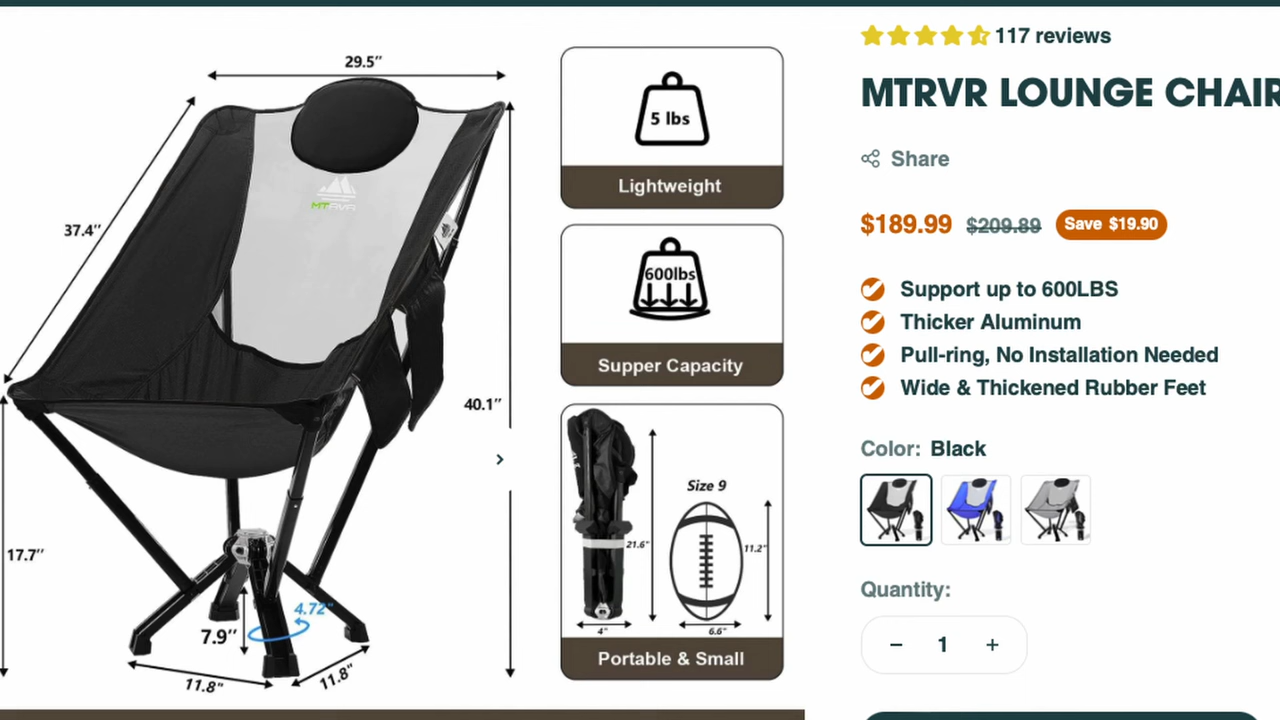 29.5″
37.4″
40.1″
17.7″
7.9″
4.72"
11.8"
11.8"
MTRVR
5 lbs
Lightweight
600lbs
Supper Capacity
Size 9
21.6"
11.2"
4"
6.6"
Portable & Small
117 reviews
MTRVR LOUNGE CHAIR
Share
$189.99 $209.89 Save $19.90
Support up to 600LBS
Thicker Aluminum
Pull-ring, No Installation Needed
Wide & Thickened Rubber Feet
Color: Black
Quantity:
− 1 +